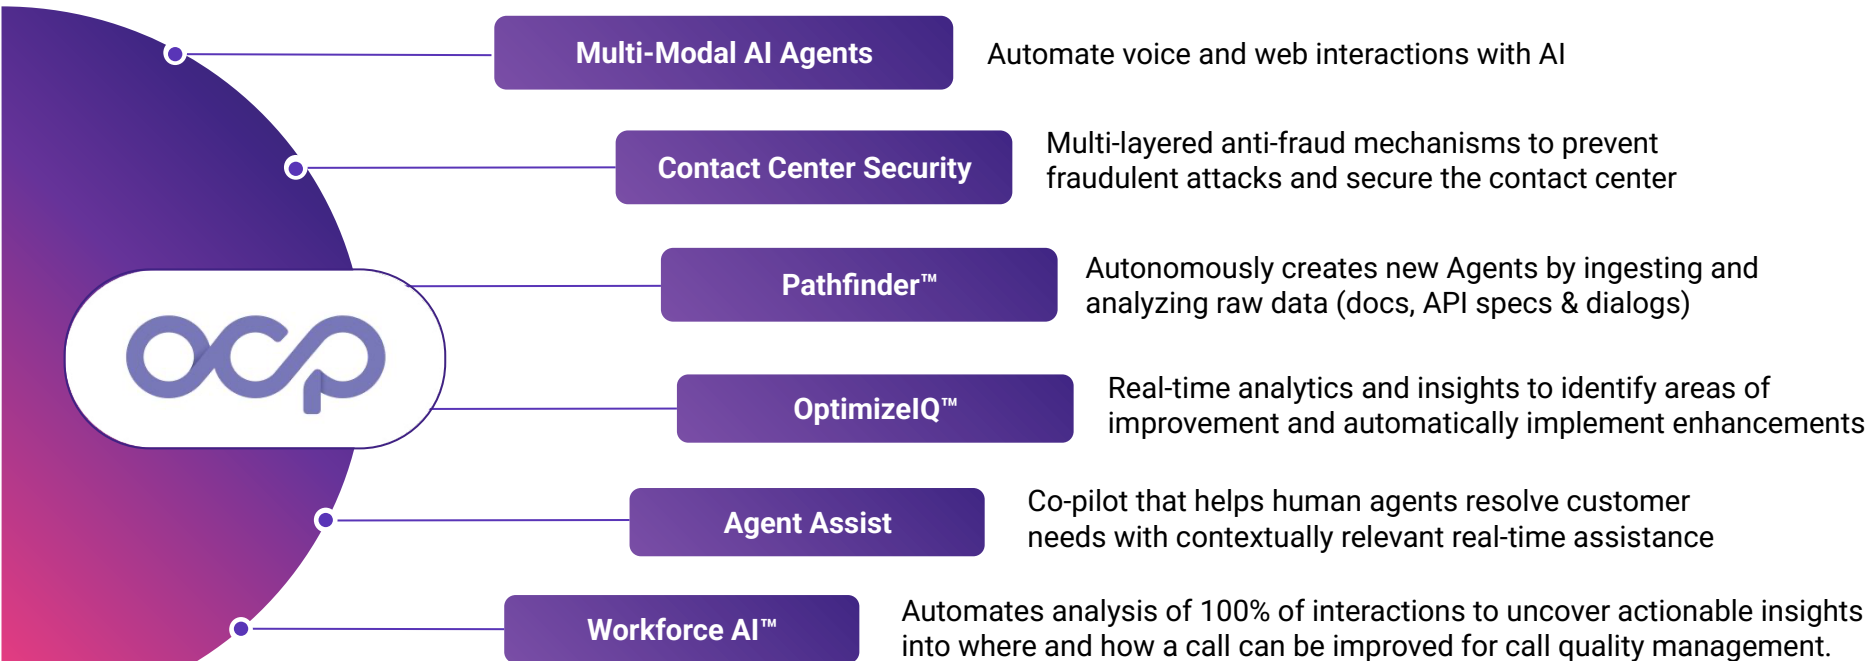 Multi-Modal AI Agents
Automate voice and web interactions with AI
Contact Center Security
Multi-layered anti-fraud mechanisms to prevent
fraudulent attacks and secure the contact center
Pathfinder™
Autonomously creates new Agents by ingesting and
analyzing raw data (docs, API specs & dialogs)
ocp
OptimizeIQ™
Real-time analytics and insights to identify areas of
improvement and automatically implement enhancements
Agent Assist
Co-pilot that helps human agents resolve customer
needs with contextually relevant real-time assistance
Workforce AI™
Automates analysis of 100% of interactions to uncover actionable insights
into where and how a call can be improved for call quality management.